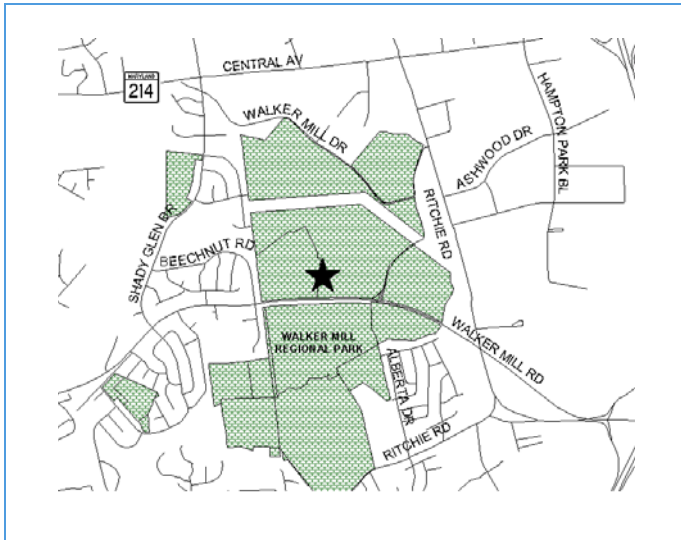 CENTRAL AV
MARYLAND
214
WALKER MILL DR
HAMPTON PARK BL
ASHWOOD DR
RITCHIE RD
SHADY GLEN DR
BEECHNUT RD
WALKER MILL
REGIONAL PARK
WALKER MILL RD
ALBERTA DR
RITCHIE RD